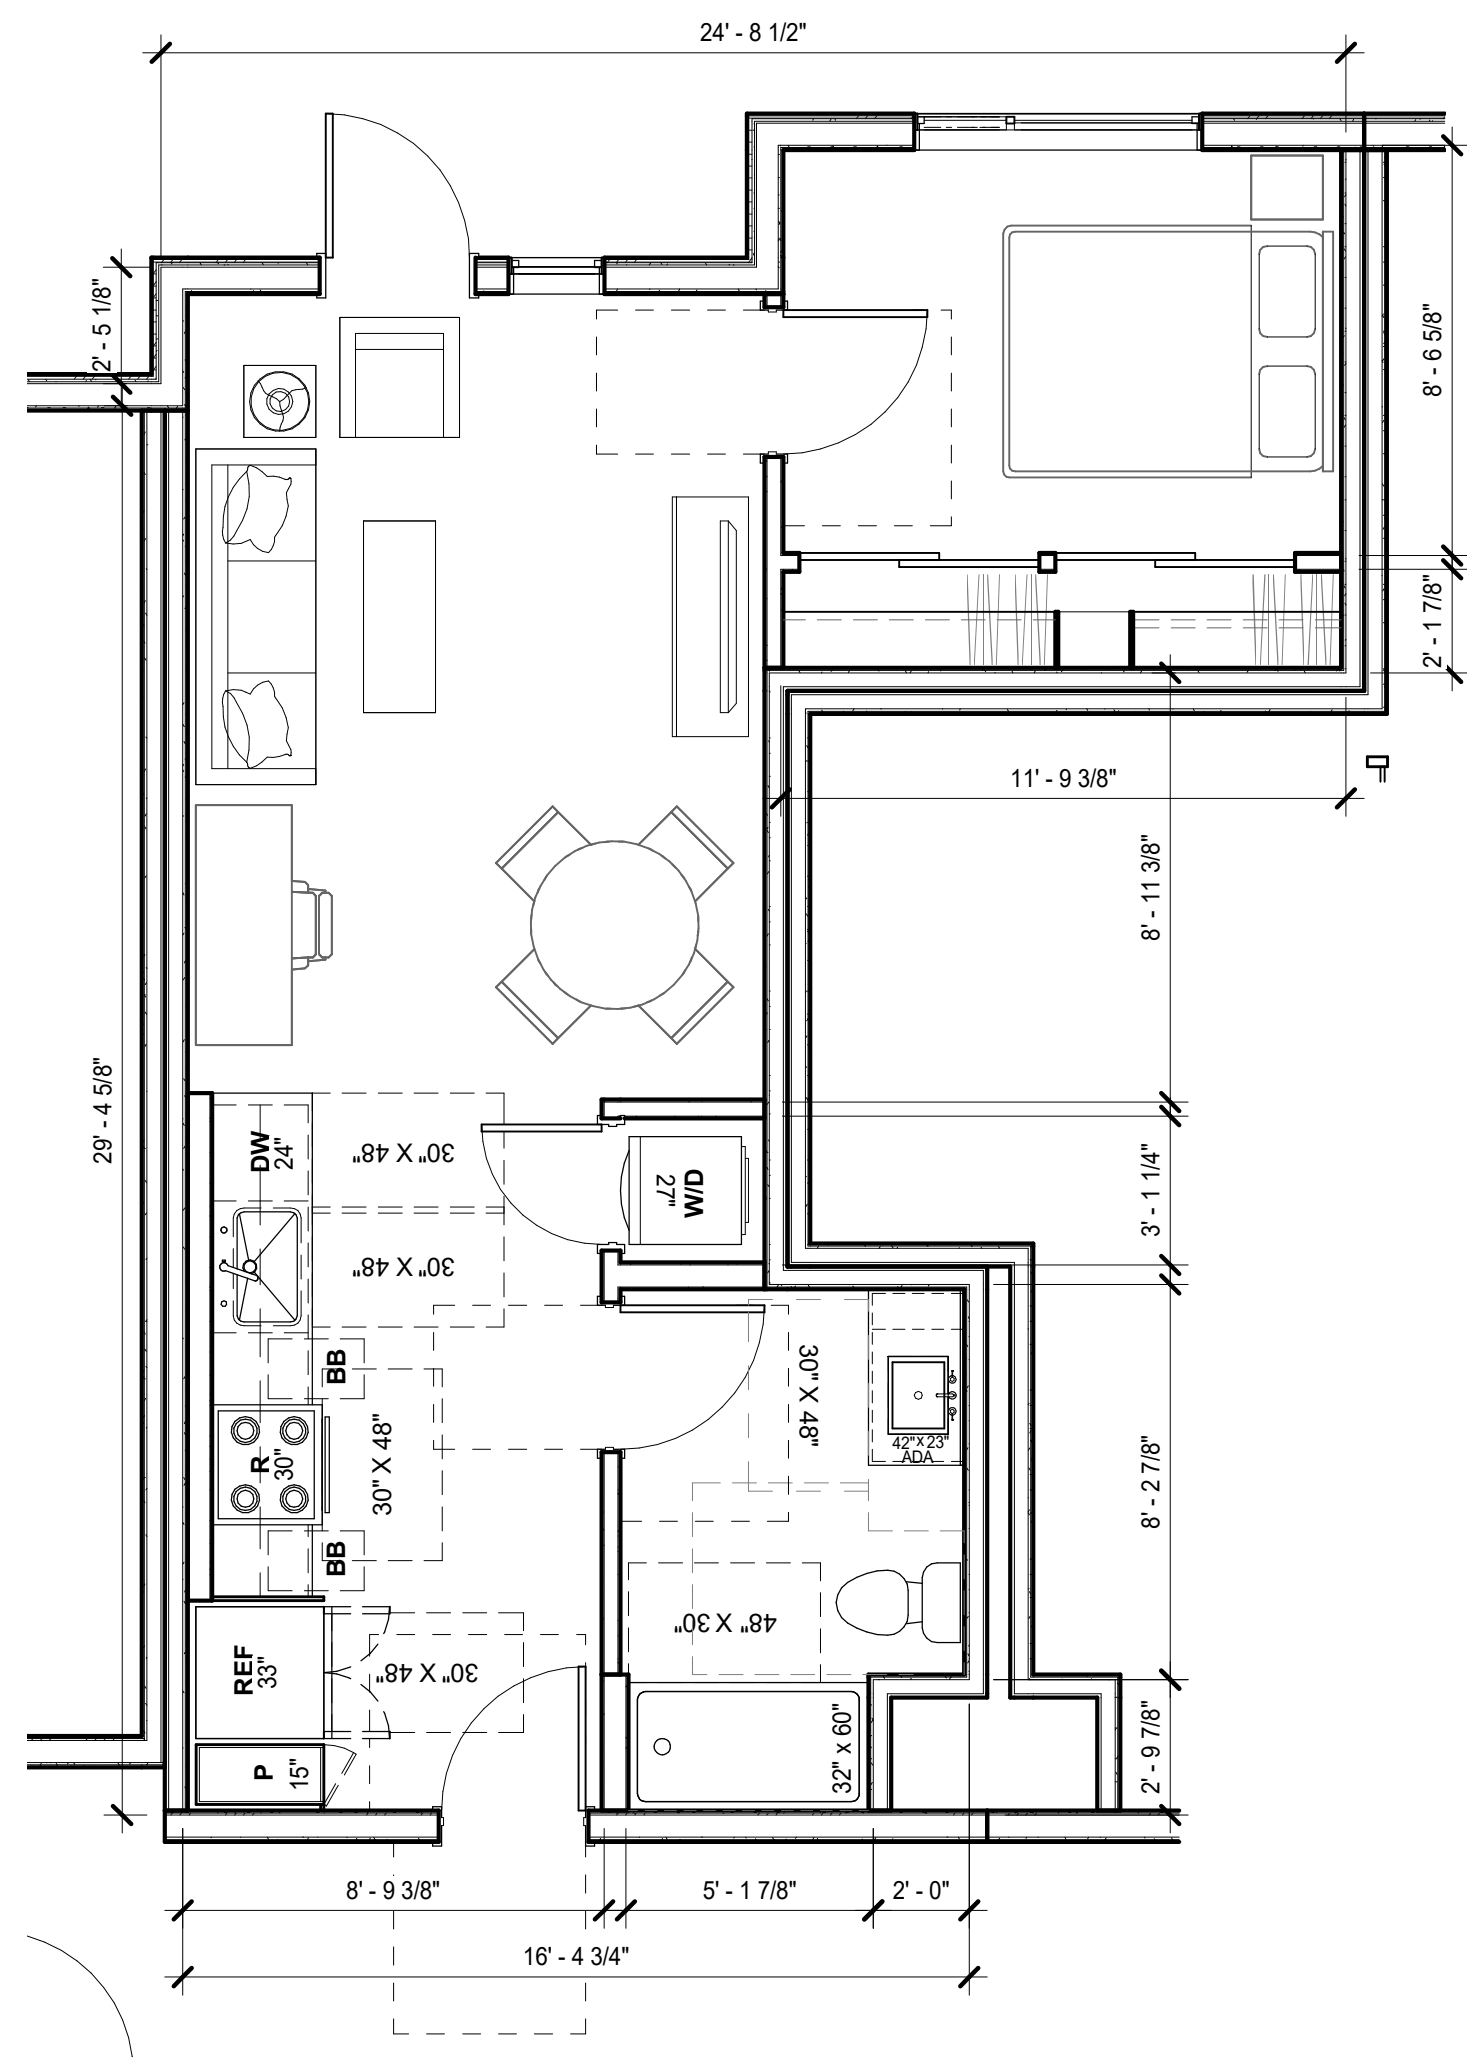 24' - 8 1/2"
2' - 5 1/8"
8' - 6 5/8"
2' - 1 7/8"
11' - 9 3/8"
8' - 11 3/8"
29' - 4 5/8"
DW
24"
30" X 48"
W/D
27"
3' - 1 1/4"
30" X 48"
BB
30" X 48"
42" x 23"
ADA
R
30"
30" X 48"
8' - 2 7/8"
BB
48" X 30"
REF
33"
30" X 48"
P
15"
32" x 60"
2' - 9 7/8"
8' - 9 3/8"
5' - 1 7/8"
2' - 0"
16' - 4 3/4"